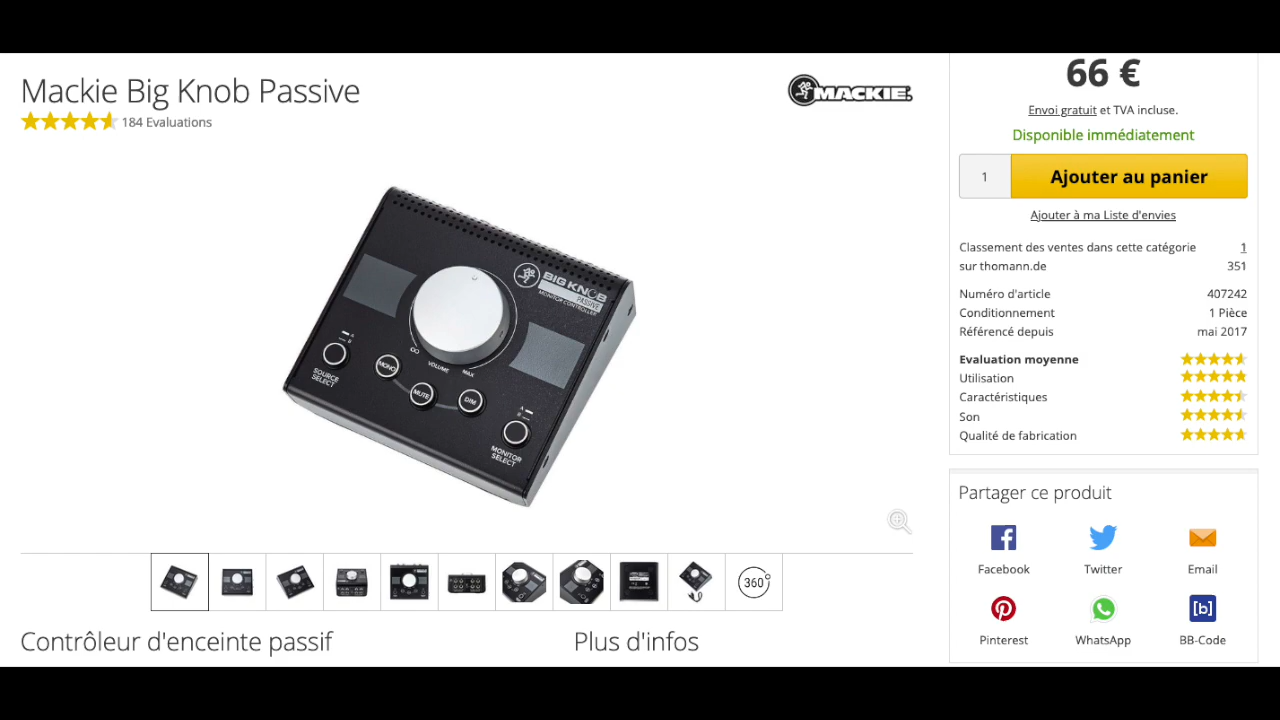 Mackie Big Knob Passive
184 Evaluations
MACKIE.
BIG KNOB
PASSIVE
MONITOR CONTROLLER
A
B
SOURCE
SELECT
MONO
MUTE
DIM
VOLUME
MAX
A
B
MONITOR
SELECT
360°
Contrôleur d'enceinte passif
Plus d'infos
66 €
Envoi gratuit et TVA incluse.
Disponible immédiatement
1
Ajouter au panier
Ajouter à ma Liste d'envies
Classement des ventes dans cette catégorie 1
sur thomann.de 351
Numéro d'article 407242
Conditionnement 1 Pièce
Référencé depuis mai 2017
Evaluation moyenne
Utilisation
Caractéristiques
Son
Qualité de fabrication
Partager ce produit
Facebook Twitter Email
[b]
Pinterest WhatsApp BB-Code